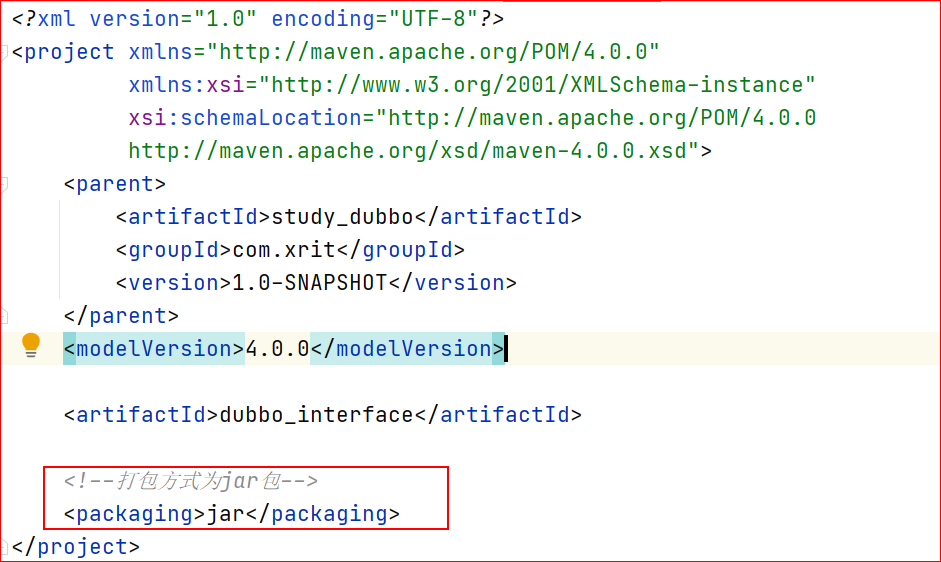 <?xml version="1.0" encoding="UTF-8"?>
<project xmlns="http://maven.apache.org/POM/4.0.0"
         xmlns:xsi="http://www.w3.org/2001/XMLSchema-instance"
         xsi:schemaLocation="http://maven.apache.org/POM/4.0.0
         http://maven.apache.org/xsd/maven-4.0.0.xsd">
    <parent>
        <artifactId>study_dubbo</artifactId>
        <groupId>com.xrit</groupId>
        <version>1.0-SNAPSHOT</version>
    </parent>
    <modelVersion>4.0.0</modelVersion>
    <artifactId>dubbo_interface</artifactId>
    <!--打包方式为jar包-->
    <packaging>jar</packaging>
</project>